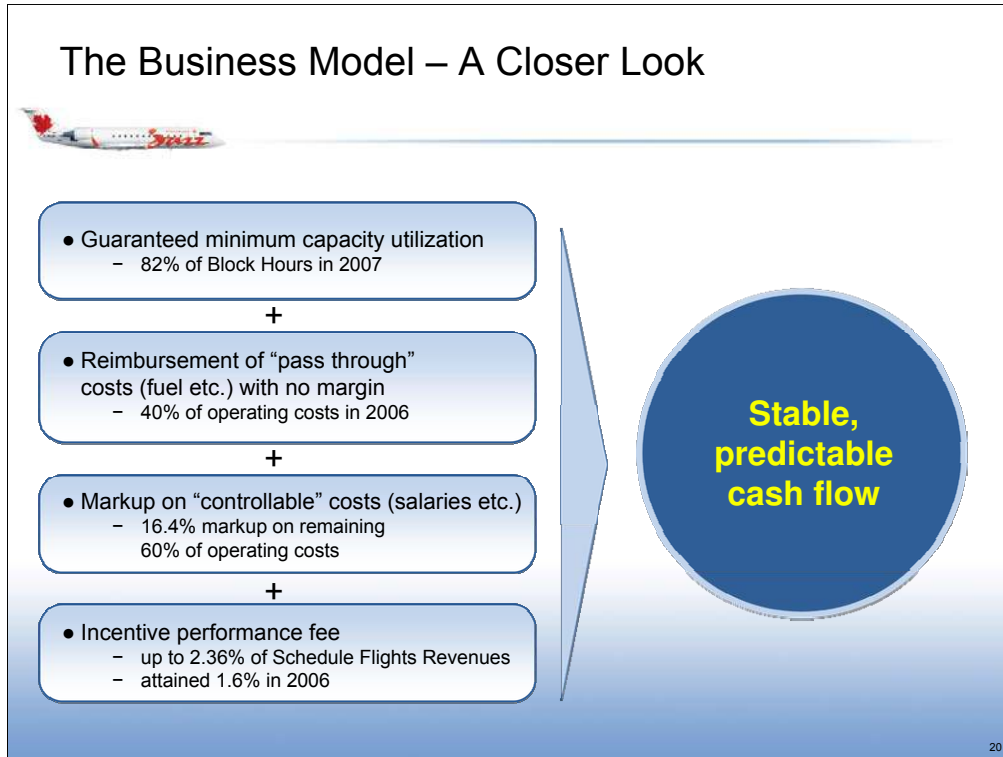 The Business Model – A Closer Look
Jazz
● Guaranteed minimum capacity utilization
− 82% of Block Hours in 2007
+
● Reimbursement of “pass through”
costs (fuel etc.) with no margin
− 40% of operating costs in 2006
+
● Markup on “controllable” costs (salaries etc.)
− 16.4% markup on remaining
60% of operating costs
+
● Incentive performance fee
− up to 2.36% of Schedule Flights Revenues
− attained 1.6% in 2006
Stable,
predictable
cash flow
20